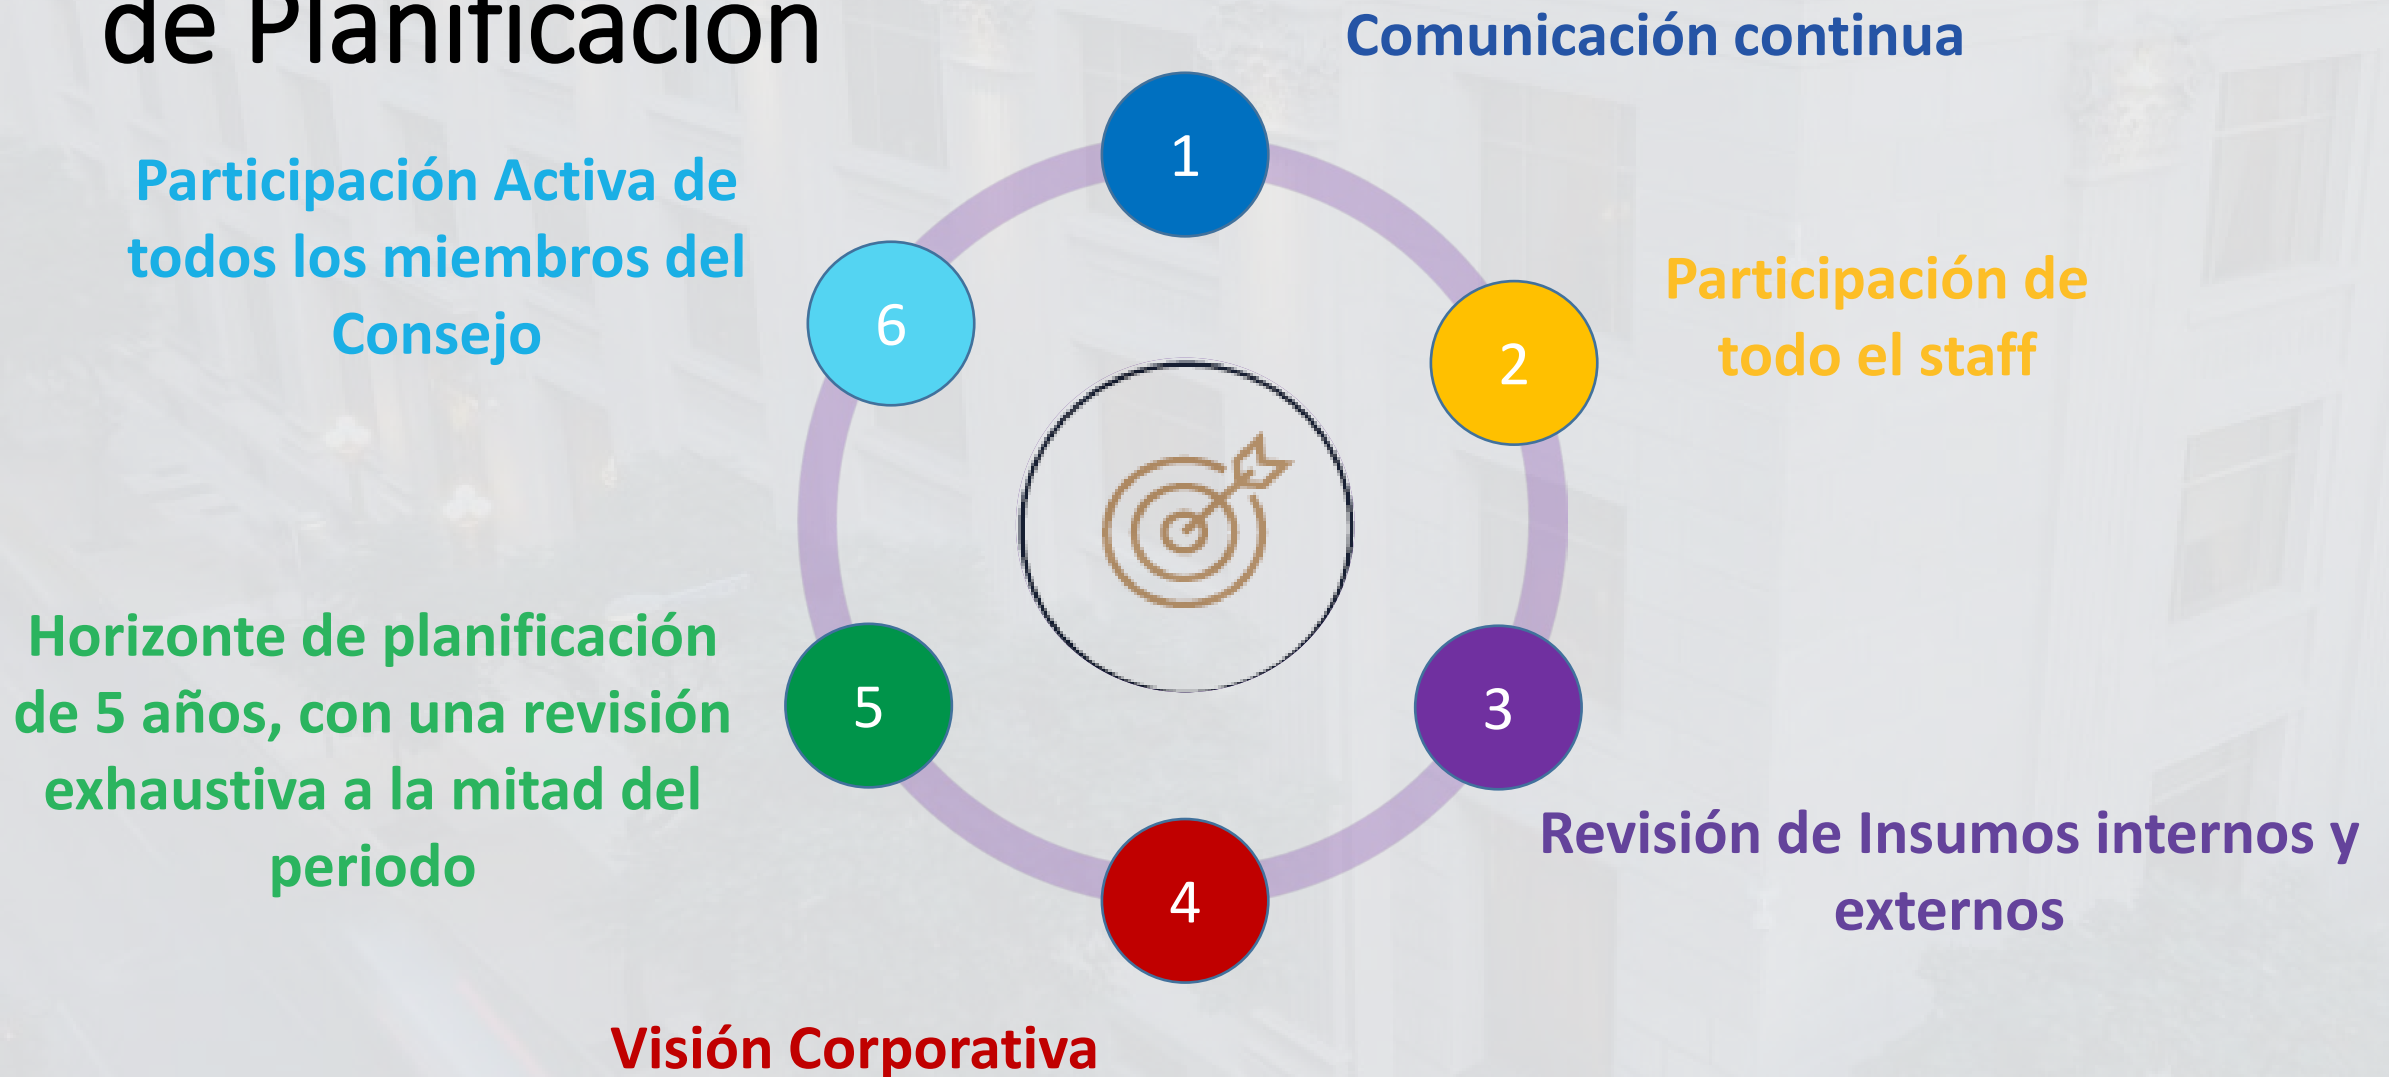 de Planificación
Comunicación continua
1
Participación Activa de
todos los miembros del
Consejo
6
2
Participación de
todo el staff
Horizonte de planificación
de 5 años, con una revisión
exhaustiva a la mitad del
periodo
5
3
Revisión de Insumos internos y
externos
4
Visión Corporativa